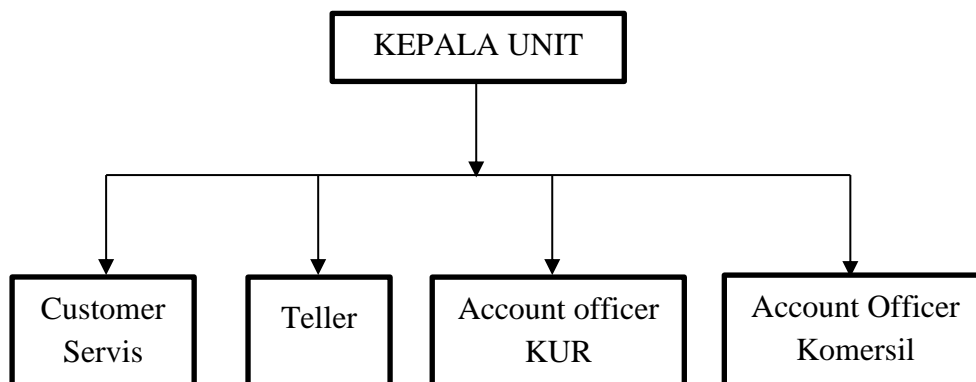 KEPALA UNIT
Customer
Servis
Teller
Account officer
KUR
Account Officer
Komersil